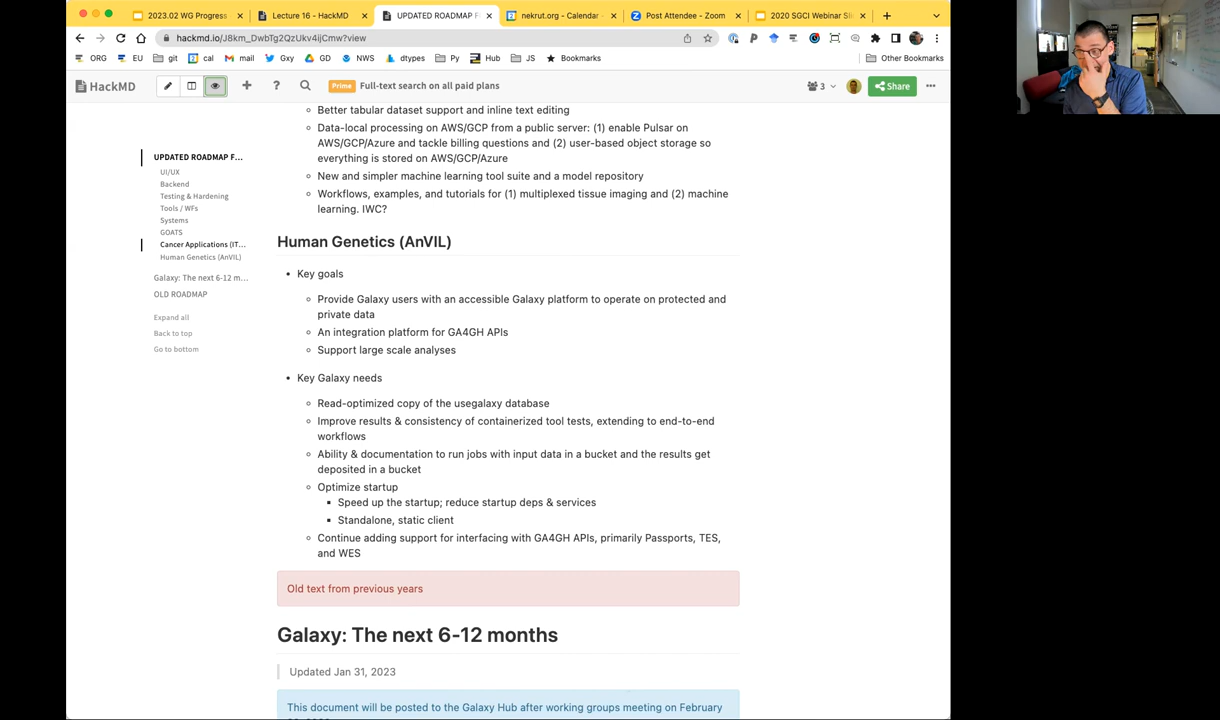 2023.02 WG Progress
Lecture 16 - HackMD
UPDATED ROADMAP F
nekrut.org - Calendar
Post Attendee - Zoom
2020 SGCI Webinar Sli
hackmd.io/J8km_DwbTg2QzUkv4ijCmw?view
ORG
EU
git
cal
mail
Gxy
GD
NWS
dtypes
Py
Hub
JS
Bookmarks
Other Bookmarks
HackMD
Prime
Full-text search on all paid plans
3
Share
UPDATED ROADMAP F...
UI/UX
Backend
Testing & Hardening
Tools / WFs
Systems
GOATS
Cancer Applications (IT...
Human Genetics (AnVIL)
Galaxy: The next 6-12 m...
OLD ROADMAP
Expand all
Back to top
Go to bottom
Better tabular dataset support and inline text editing
Data-local processing on AWS/GCP from a public server: (1) enable Pulsar on
AWS/GCP/Azure and tackle billing questions and (2) user-based object storage so
everything is stored on AWS/GCP/Azure
New and simpler machine learning tool suite and a model repository
Workflows, examples, and tutorials for (1) multiplexed tissue imaging and (2) machine
learning. IWC?
Human Genetics (AnVIL)
Key goals
Provide Galaxy users with an accessible Galaxy platform to operate on protected and
private data
An integration platform for GA4GH APIs
Support large scale analyses
Key Galaxy needs
Read-optimized copy of the usegalaxy database
Improve results & consistency of containerized tool tests, extending to end-to-end
workflows
Ability & documentation to run jobs with input data in a bucket and the results get
deposited in a bucket
Optimize startup
Speed up the startup; reduce startup deps & services
Standalone, static client
Continue adding support for interfacing with GA4GH APIs, primarily Passports, TES,
and WES
Old text from previous years
Galaxy: The next 6-12 months
Updated Jan 31, 2023
This document will be posted to the Galaxy Hub after working groups meeting on February